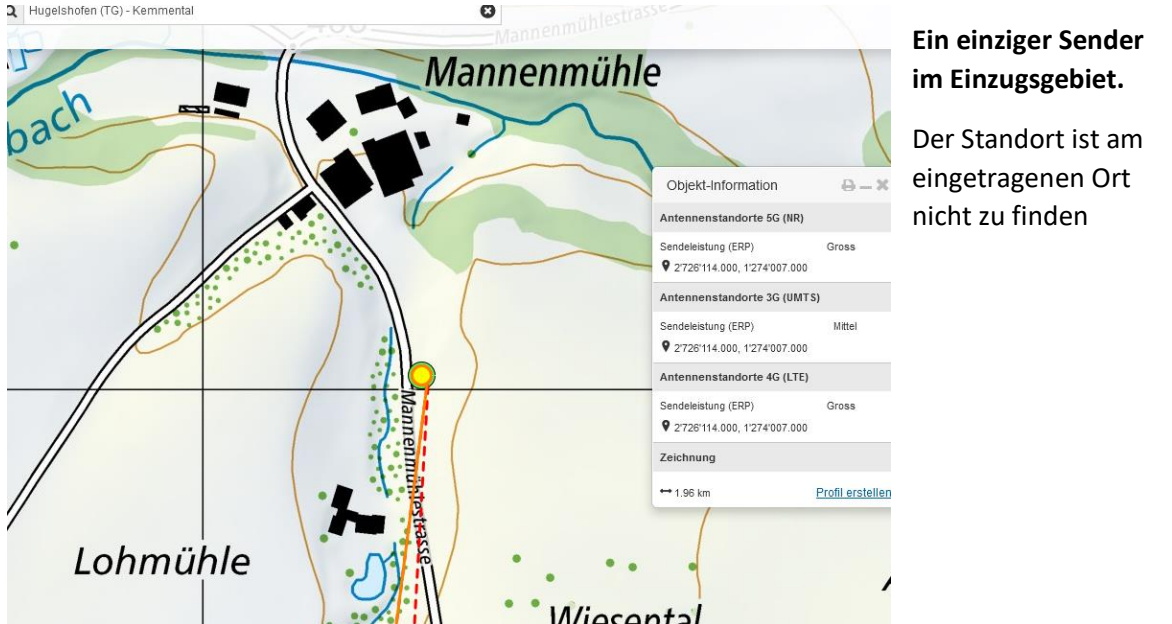 Hugelshofen (TG) - Kemmental
Mannenmühlestrasse
Ein einziger Sender
im Einzugsgebiet.
Mannenmühle
bach
Der Standort ist am
eingetragenen Ort
nicht zu finden
Objekt-Information
Antennenstandorte 5G (NR)
Sendeleistung (ERP) Gross
2'726'114.000, 1'274'007.000
Antennenstandorte 3G (UMTS)
Sendeleistung (ERP) Mittel
2'726'114.000, 1'274'007.000
Antennenstandorte 4G (LTE)
Sendeleistung (ERP) Gross
2'726'114.000, 1'274'007.000
Zeichnung
1.96 km Profil erstellen
Mannenmühlestrasse
Lohmühle
Wiesental